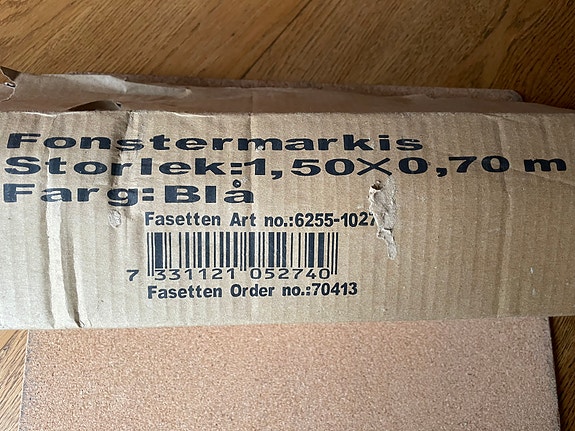 Fonstermarkis
Storlek:1,50X0,70 m
Farg:Blå
Fasetten Art no.:6255-1027
7 331121 052740
Fasetten Order no.:70413